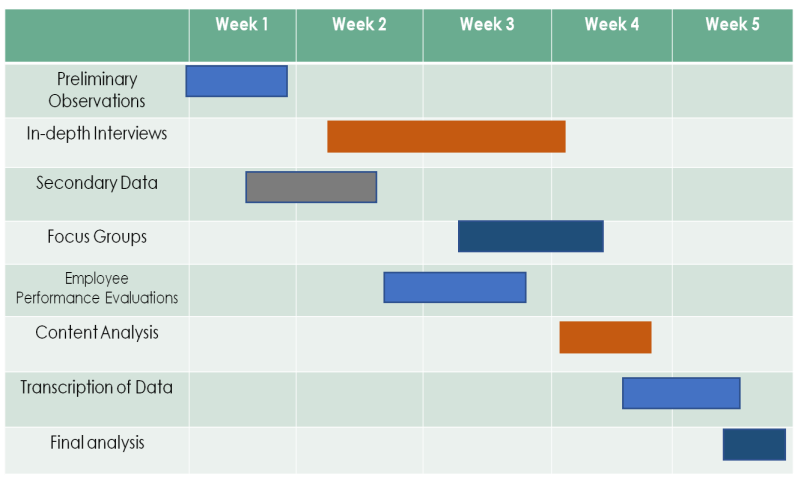 Week 1 Week 2 Week 3 Week 4 Week 5
Preliminary
Observations
In-depth Interviews
Secondary Data
Focus Groups
Employee
Performance Evaluations
Content Analysis
Transcription of Data
Final analysis